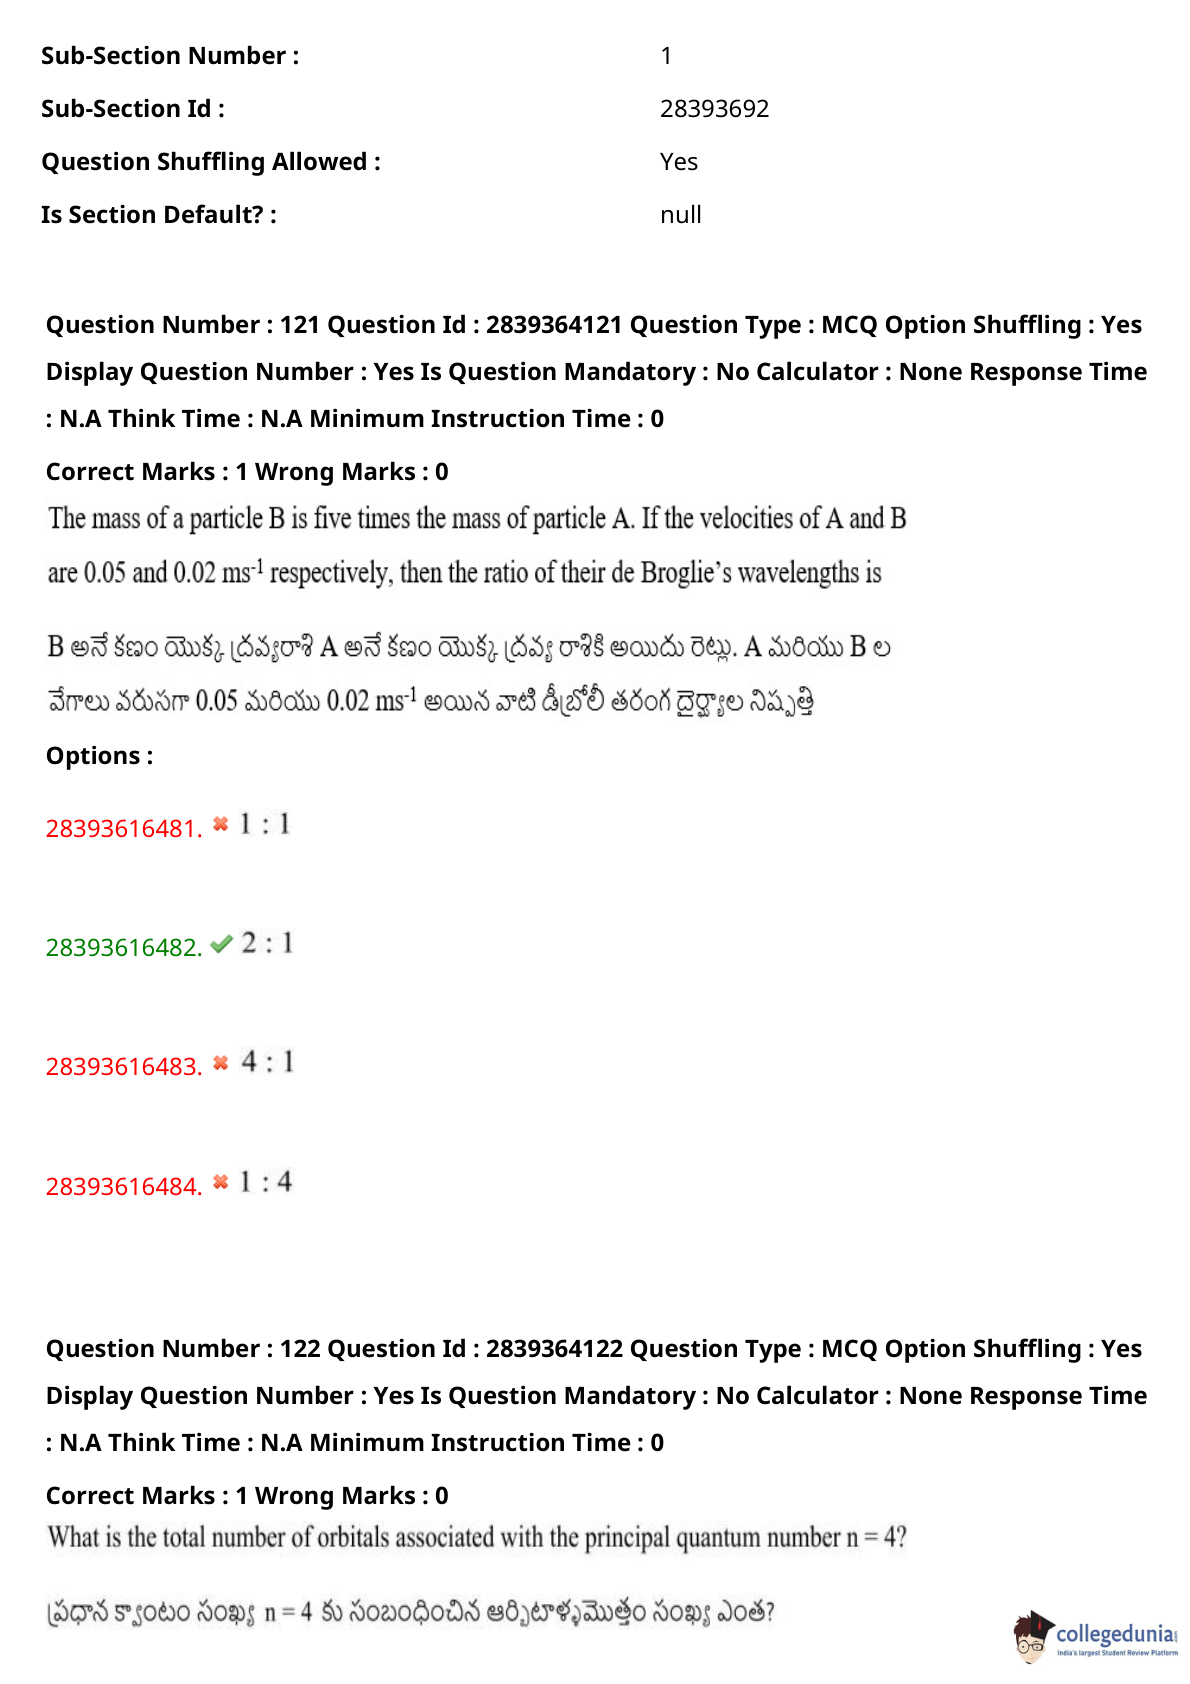 Sub-Section Number : 1
Sub-Section Id : 28393692
Question Shuffling Allowed : Yes
Is Section Default? : null
Question Number : 121 Question Id : 2839364121 Question Type : MCQ Option Shuffling : Yes
Display Question Number : Yes Is Question Mandatory : No Calculator : None Response Time
: N.A Think Time : N.A Minimum Instruction Time : 0
Correct Marks : 1 Wrong Marks : 0
The mass of a particle B is five times the mass of particle A. If the velocities of A and B
are 0.05 and 0.02 ms⁻¹ respectively, then the ratio of their de Broglie’s wavelengths is
B అనే కణం యొక్క ద్రవ్యరాశి A అనే కణం యొక్క ద్రవ్య రాశికి అయిదు రెట్లు. A మరియు B ల
వేగాలు వరుసగా 0.05 మరియు 0.02 ms⁻¹ అయిన వాటి డీబ్రోలీ తరంగ దైర్ఘ్యాల నిష్పత్తి
Options :
28393616481. 1 : 1
28393616482. 2 : 1
28393616483. 4 : 1
28393616484. 1 : 4
Question Number : 122 Question Id : 2839364122 Question Type : MCQ Option Shuffling : Yes
Display Question Number : Yes Is Question Mandatory : No Calculator : None Response Time
: N.A Think Time : N.A Minimum Instruction Time : 0
Correct Marks : 1 Wrong Marks : 0
What is the total number of orbitals associated with the principal quantum number n = 4?
ప్రధాన క్వాంటం సంఖ్య n = 4 కు సంబంధించిన ఆర్బిటాళ్ళమొత్తం సంఖ్య ఎంత?
collegedunia
India's largest Student Review Platform